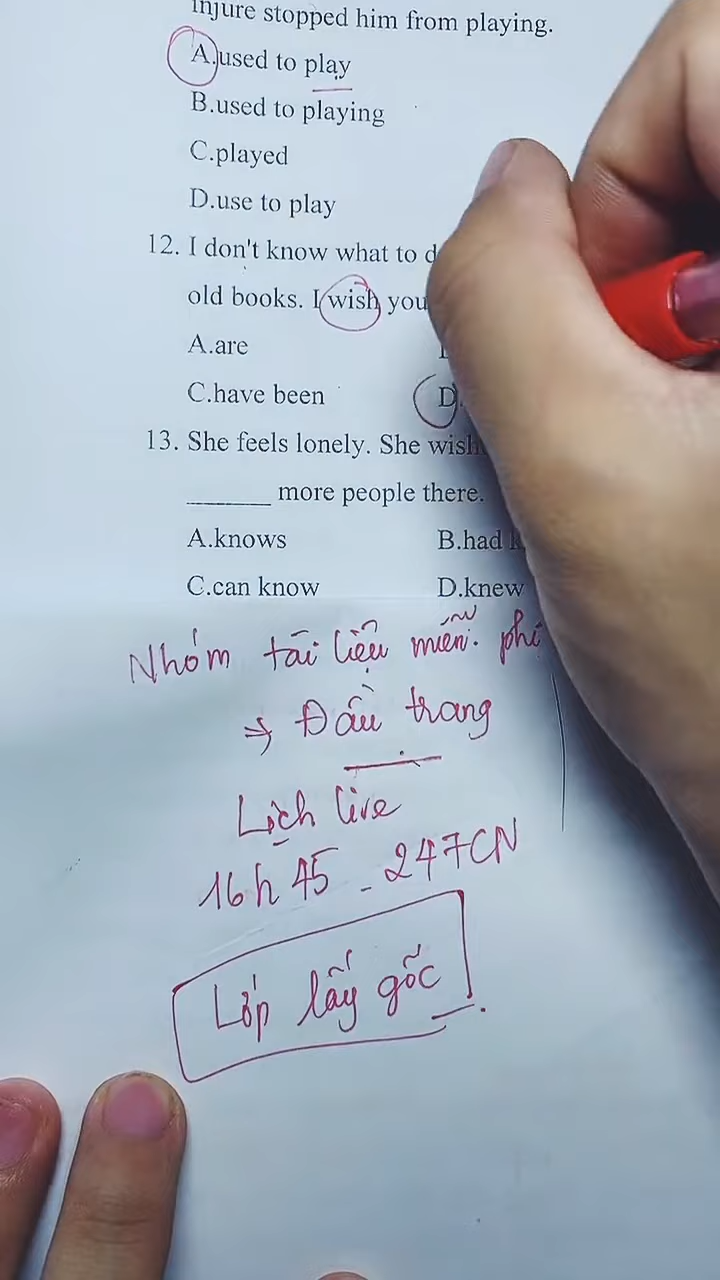 injure stopped him from playing.
A.used to play
B.used to playing
C.played
D.use to play
12. I don't know what to
old books. I wish you
A.are
C.have been
D.
13. She feels lonely. She wish
______ more people there.
A.knows
B.had
C.can know
D.knew
Nhóm tài liệu miễn phí
⇒ Đầu trang
Lịch live
16h45 - 247CN
Lớp lấy gốc